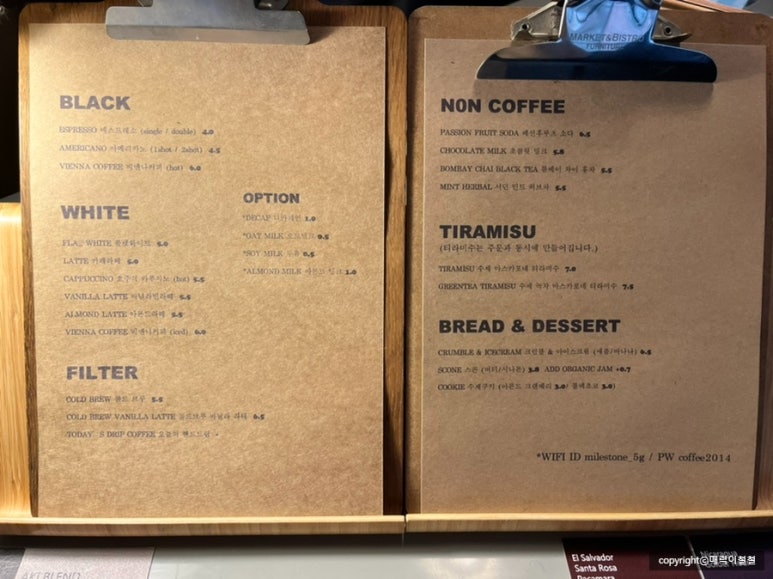 BLACK
ESPRESSO 에스프레소 (single / double) 4.0
AMERICANO 아메리카노 (1shot / 2shot) 4.5
VIENNA COFFEE 비엔나커피 (hot) 6.0
WHITE
FLAT WHITE 플랫화이트 5.0
LATTE 카페라떼 5.0
CAPPUCCINO 호주식 카푸치노 (hot) 5.5
VANILLA LATTE 바닐라빈라떼 5.5
ALMOND LATTE 아몬드라떼 5.5
VIENNA COFFEE 비엔나커피 (iced) 6.0
OPTION
*DECAF 디카페인 1.0
*OAT MILK 오트밀크 0.5
*SOY MILK 두유 0.5
*ALMOND MILK 아몬드 밀크 1.0
FILTER
COLD BREW 콜드 브루 5.5
COLD BREW VANILLA LATTE 콜드브루 바닐라 라떼 6.5
TODAY`S DRIP COFFEE 오늘의 핸드드립 -
MARKET&BISTRO
FURNITURE
N0N COFFEE
PASSION FRUIT SODA 패션후루츠 소다 6.5
CHOCOLATE MILK 초콜릿 밀크 5.8
BOMBAY CHAI BLACK TEA 봄베이 차이 홍차 5.5
MINT HERBAL 사딘 민트 허브차 5.5
TIRAMISU
(티라미수는 주문과 동시에 만들어집니다.)
TIRAMISU 수제 마스카포네 티라미수 7.0
GREENTEA TIRAMISU 수제 녹차 마스카포네 티라미수 7.5
BREAD & DESSERT
CRUMBLE & ICECREAM 크럼블 & 아이스크림 (애플/바나나) 6.5
SCONE 스콘 (버터/시나몬) 3.8 ADD ORGANIC JAM +0.7
COOKIE 수제쿠키 (아몬드 크랜베리 3.0/ 블랙초코 3.0)
*WIFI ID milestone_5g / PW coffee2014
AKI BLEND
El Salvador
Santa Rosa
Pacamara
copyright©매력이철철